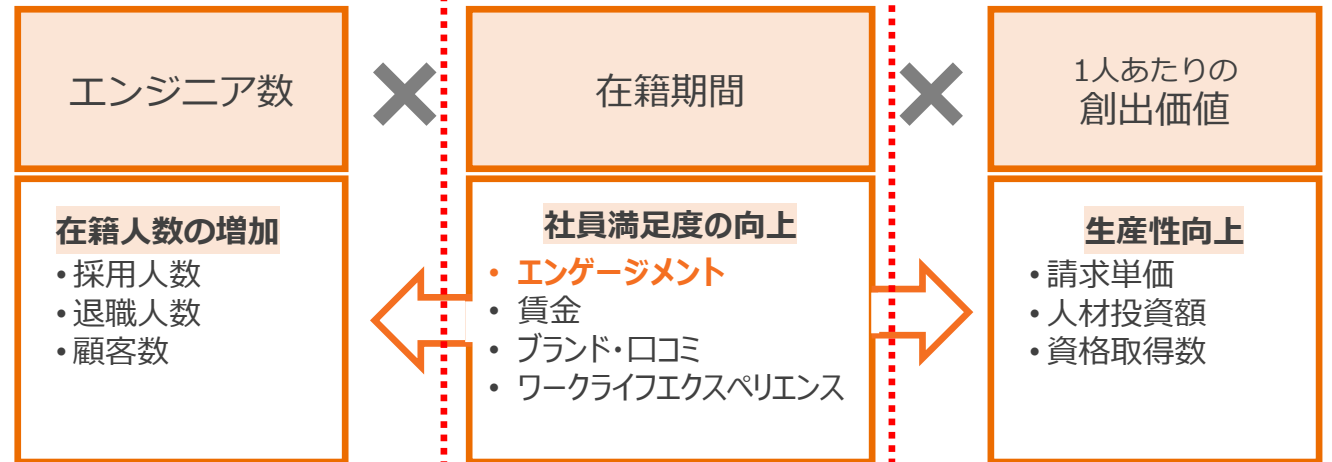 エンジニア数
在籍期間
1人あたりの
創出価値
在籍人数の増加
•採用人数
•退職人数
•顧客数
社員満足度の向上
• エンゲージメント
• 賃金
• ブランド・口コミ
• ワークライフエクスペリエンス
生産性向上
•請求単価
•人材投資額
•資格取得数